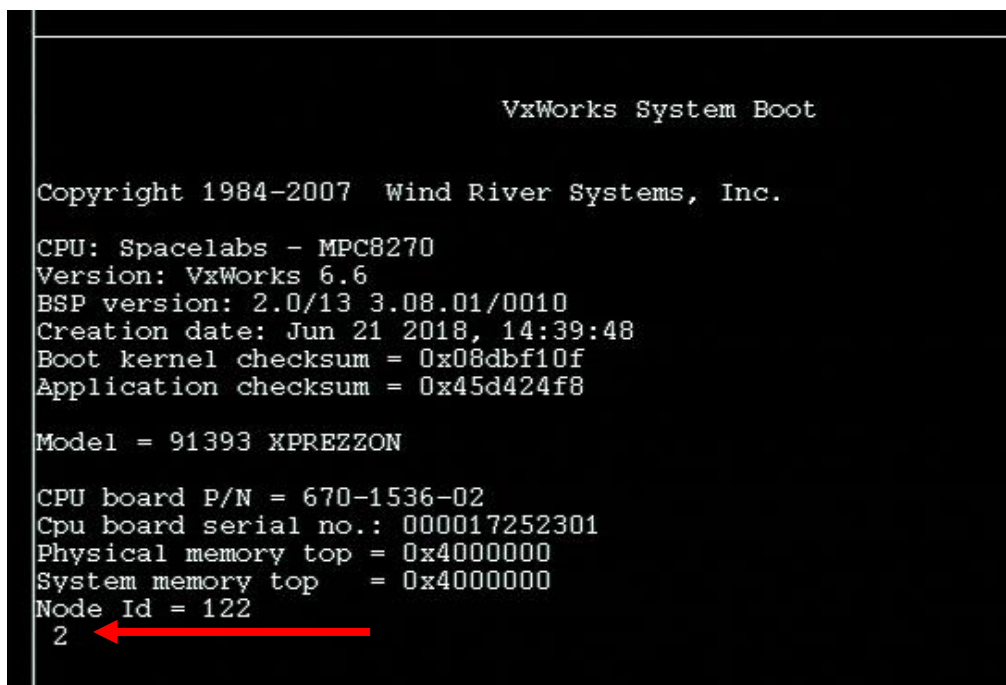 VxWorks System Boot
Copyright 1984-2007 Wind River Systems, Inc.
CPU: Spacelabs - MPC8270
Version: VxWorks 6.6
BSP version: 2.0/13 3.08.01/0010
Creation date: Jun 21 2018, 14:39:48
Boot kernel checksum = 0x08dbf10f
Application checksum = 0x45d424f8
Model = 91393 XPREZZON
CPU board P/N = 670-1536-02
Cpu board serial no.: 000017252301
Physical memory top = 0x4000000
System memory top = 0x4000000
Node Id = 122
2